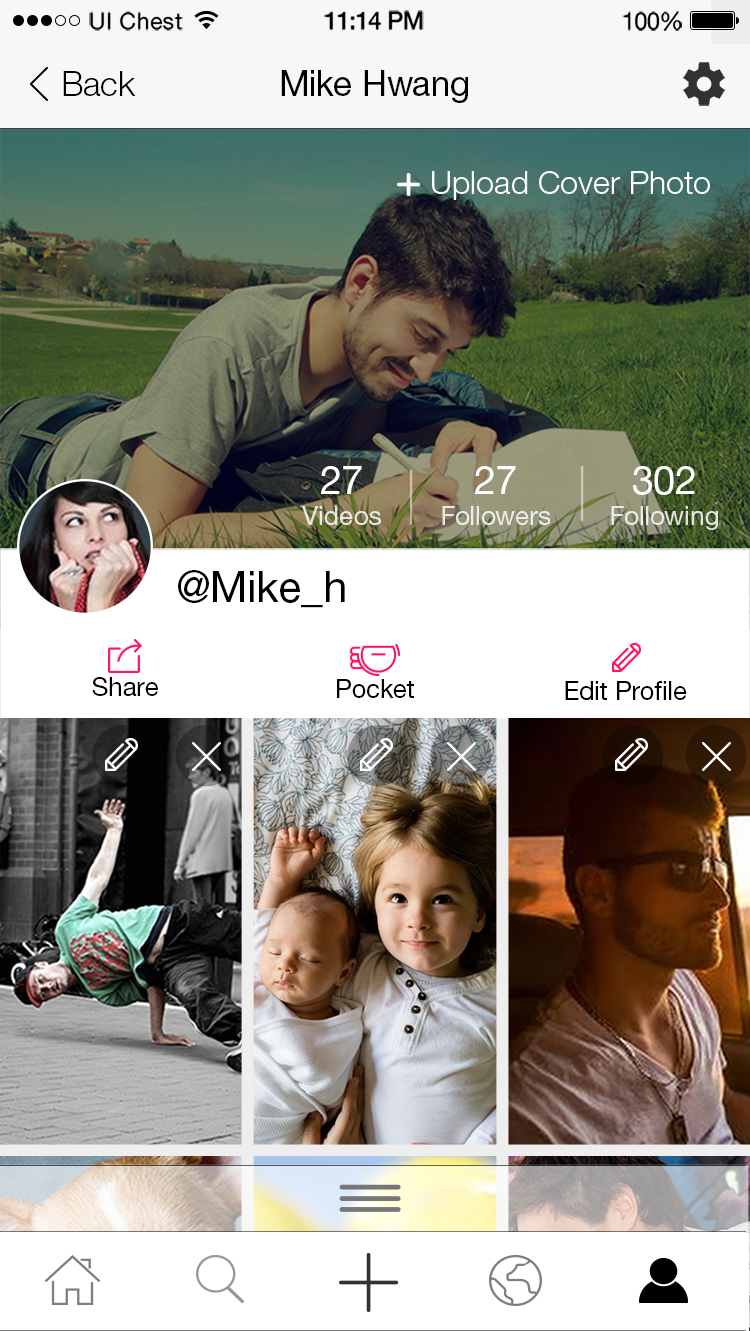 UI Chest 11:14 PM 100%
Back Mike Hwang
+ Upload Cover Photo
27 27 302
Videos Followers Following
@Mike_h
Share Pocket Edit Profile